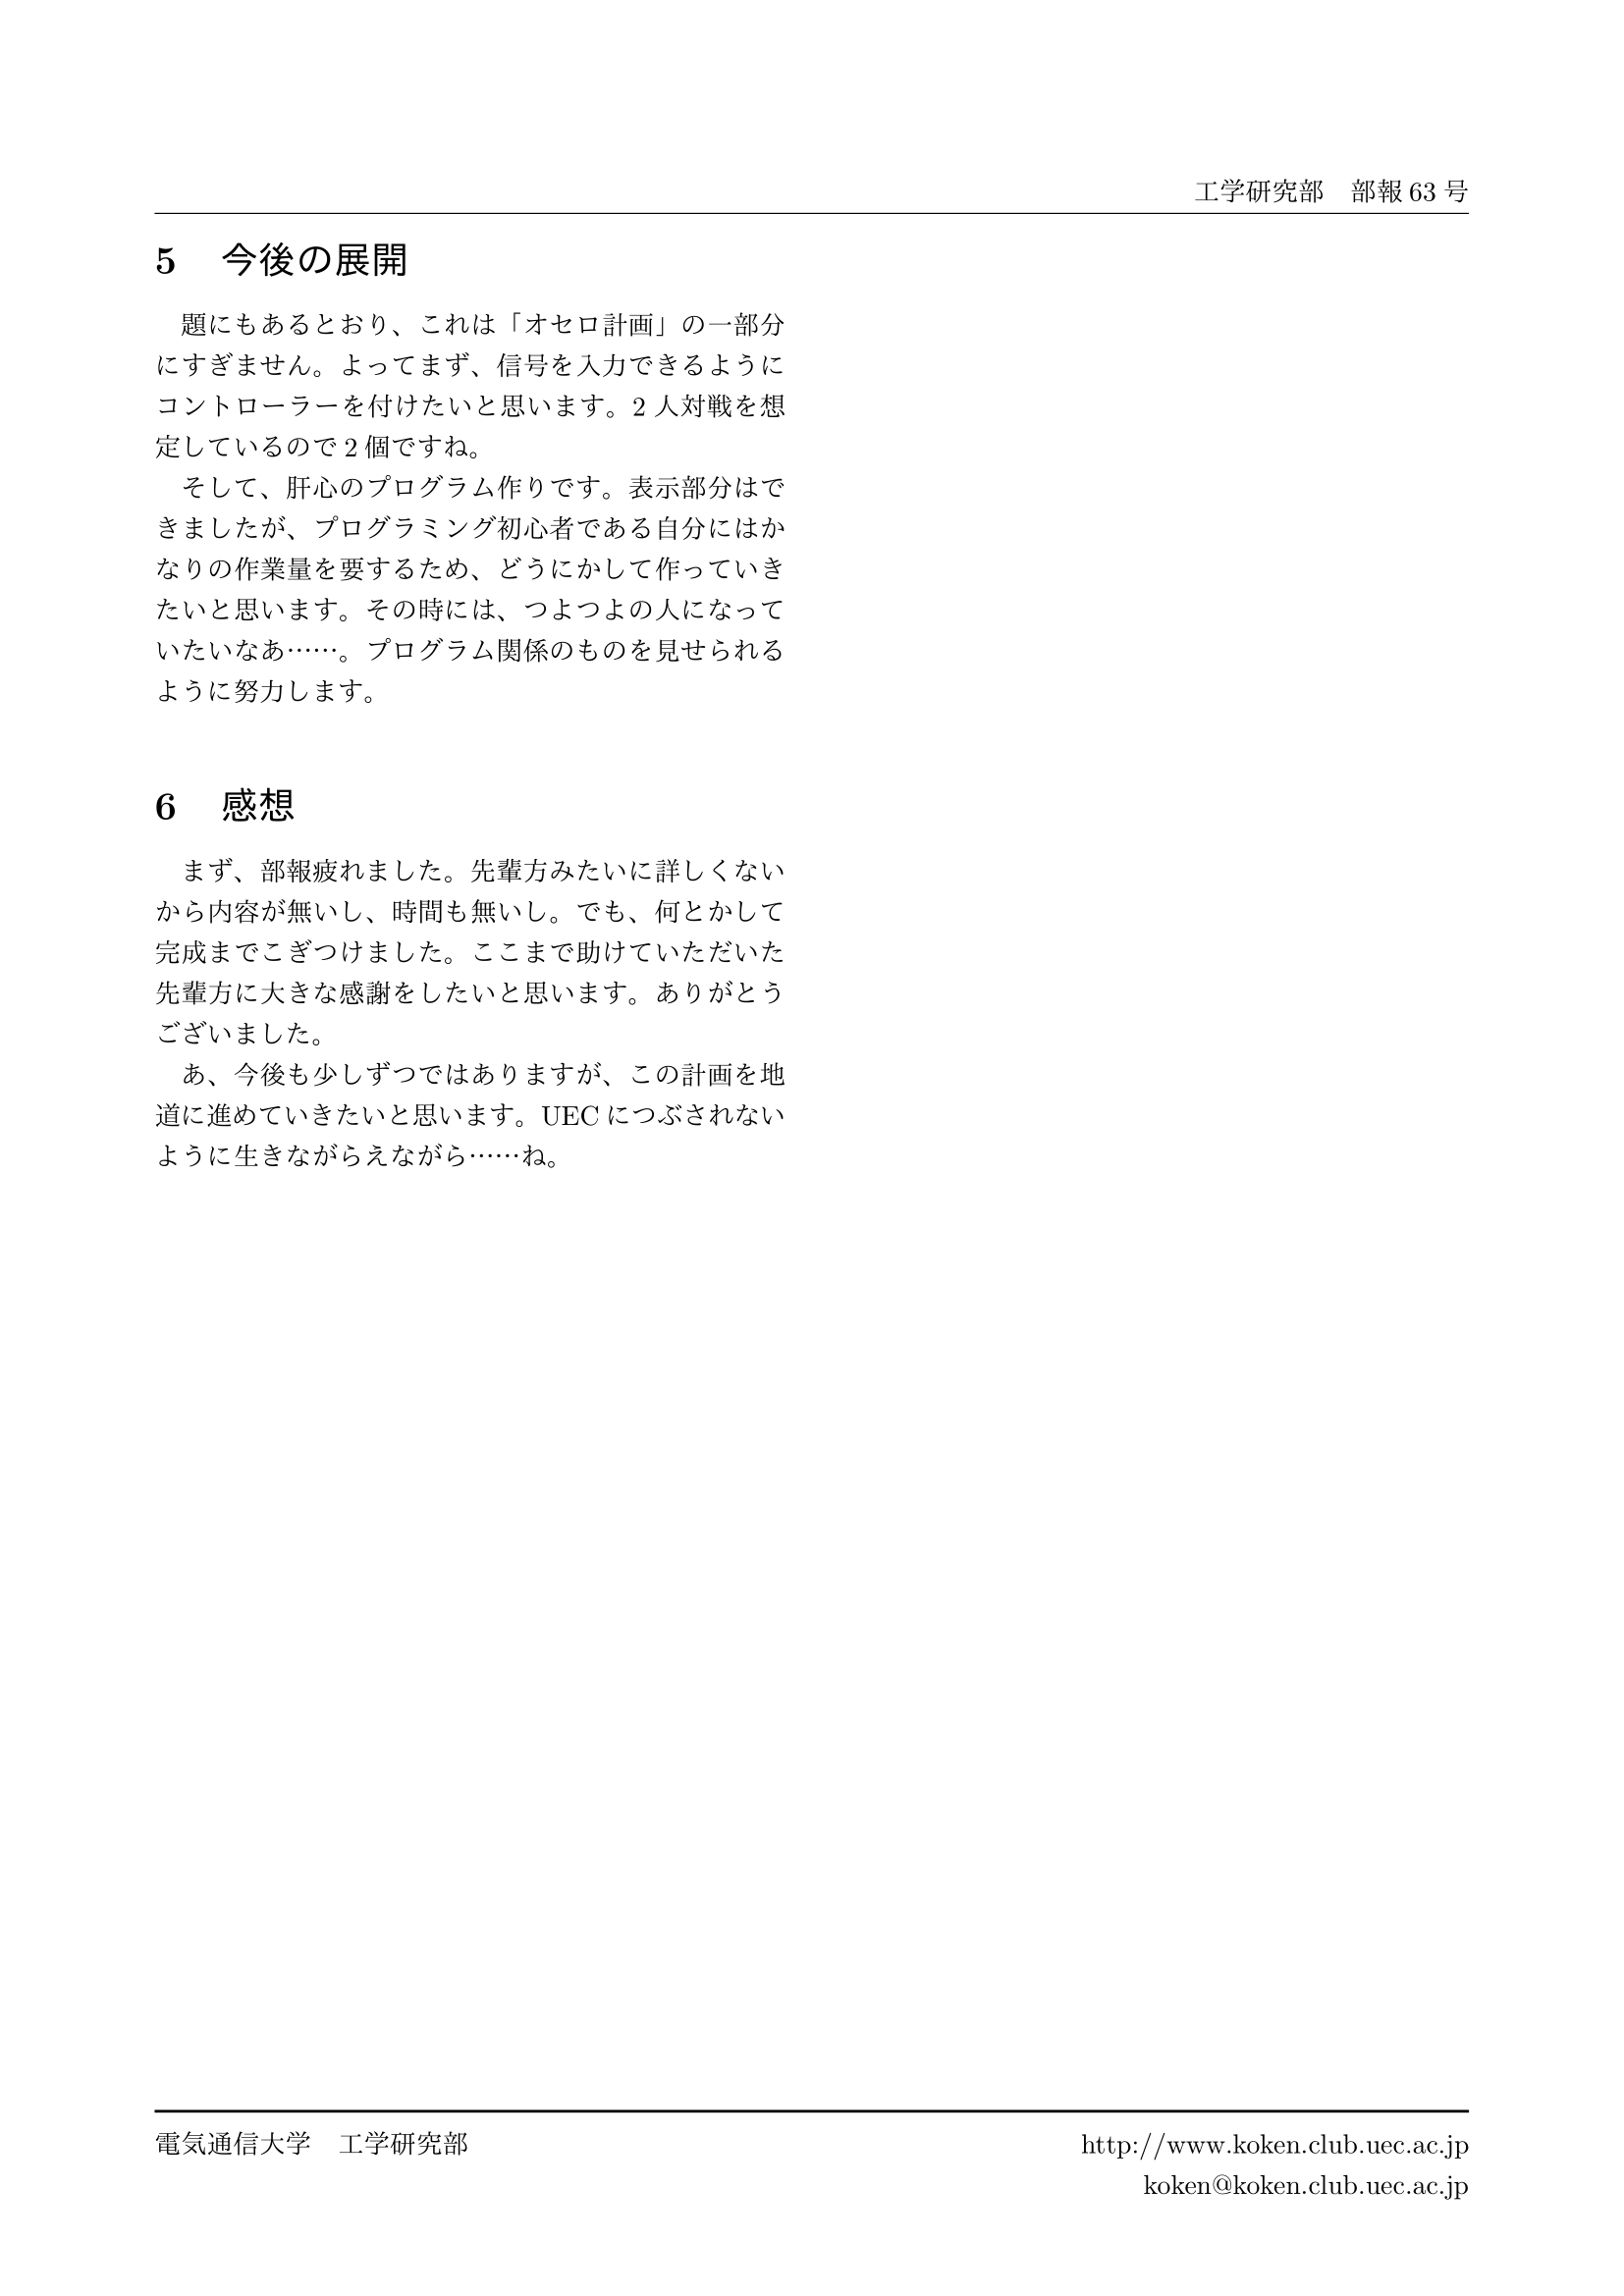 工学研究部　部報 63 号
5　今後の展開
題にもあるとおり、これは「オセロ計画」の一部分
にすぎません。よってまず、信号を入力できるように
コントローラーを付けたいと思います。2 人対戦を想
定しているので 2 個ですね。
そして、肝心のプログラム作りです。表示部分はで
きましたが、プログラミング初心者である自分にはか
なりの作業量を要するため、どうにかして作っていき
たいと思います。その時には、つよつよの人になって
いたいなあ……。プログラム関係のものを見せられる
ように努力します。
6　感想
まず、部報疲れました。先輩方みたいに詳しくない
から内容が無いし、時間も無いし。でも、何とかして
完成までこぎつけました。ここまで助けていただいた
先輩方に大きな感謝をしたいと思います。ありがとう
ございました。
あ、今後も少しずつではありますが、この計画を地
道に進めていきたいと思います。UEC につぶされない
ように生きながらえながら……ね。
電気通信大学　工学研究部
http://www.koken.club.uec.ac.jp
koken@koken.club.uec.ac.jp